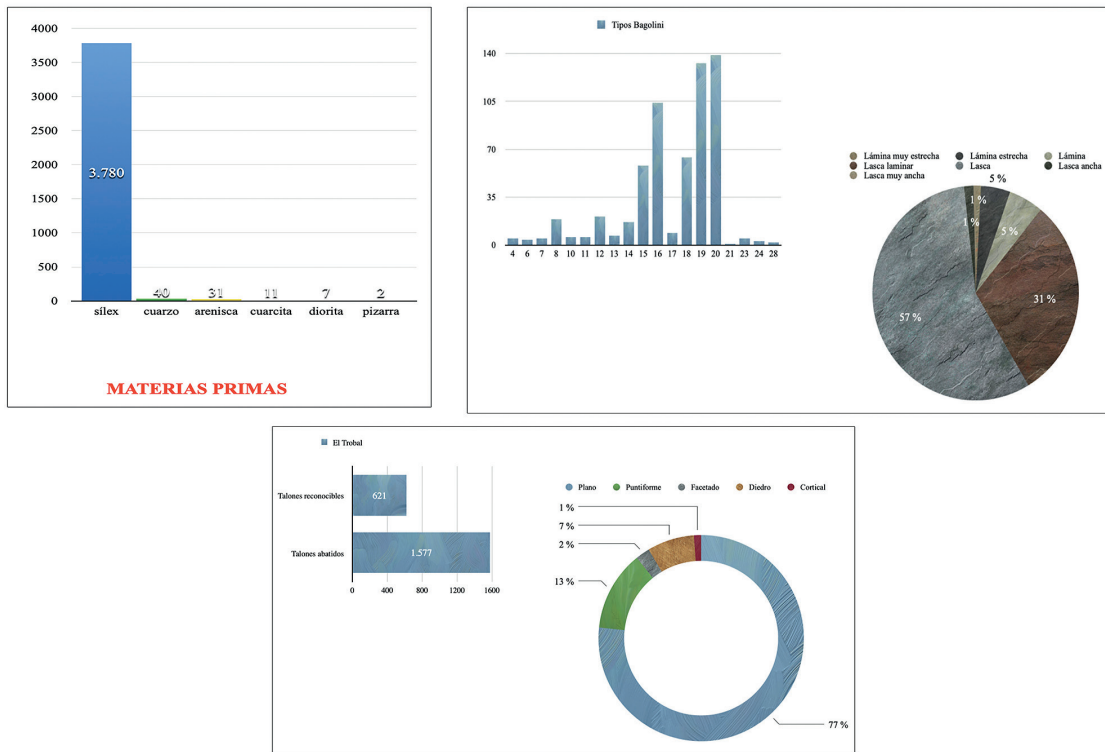 4000
3500
3000
2500
2000
1500
1000
500
0
3.780
40
31
11
7
2
sílex cuarzo arenisca cuarcita diorita pizarra
MATERIAS PRIMAS
Tipos Bagolini
140
105
70
35
0
4 6 7 8 10 11 12 13 14 15 16 17 18 19 20 21 23 24 28
Lámina muy estrecha Lámina estrecha Lámina
Lasca laminar Lasca Lasca ancha
Lasca muy ancha
5 %
1 %
1 %
5 %
31 %
57 %
El Trobal
Talones reconocibles
621
Talones abatidos
1.577
0 400 800 1200 1600
Plano Puntiforme Facetado Diedro Cortical
1 %
7 %
2 %
13 %
77 %